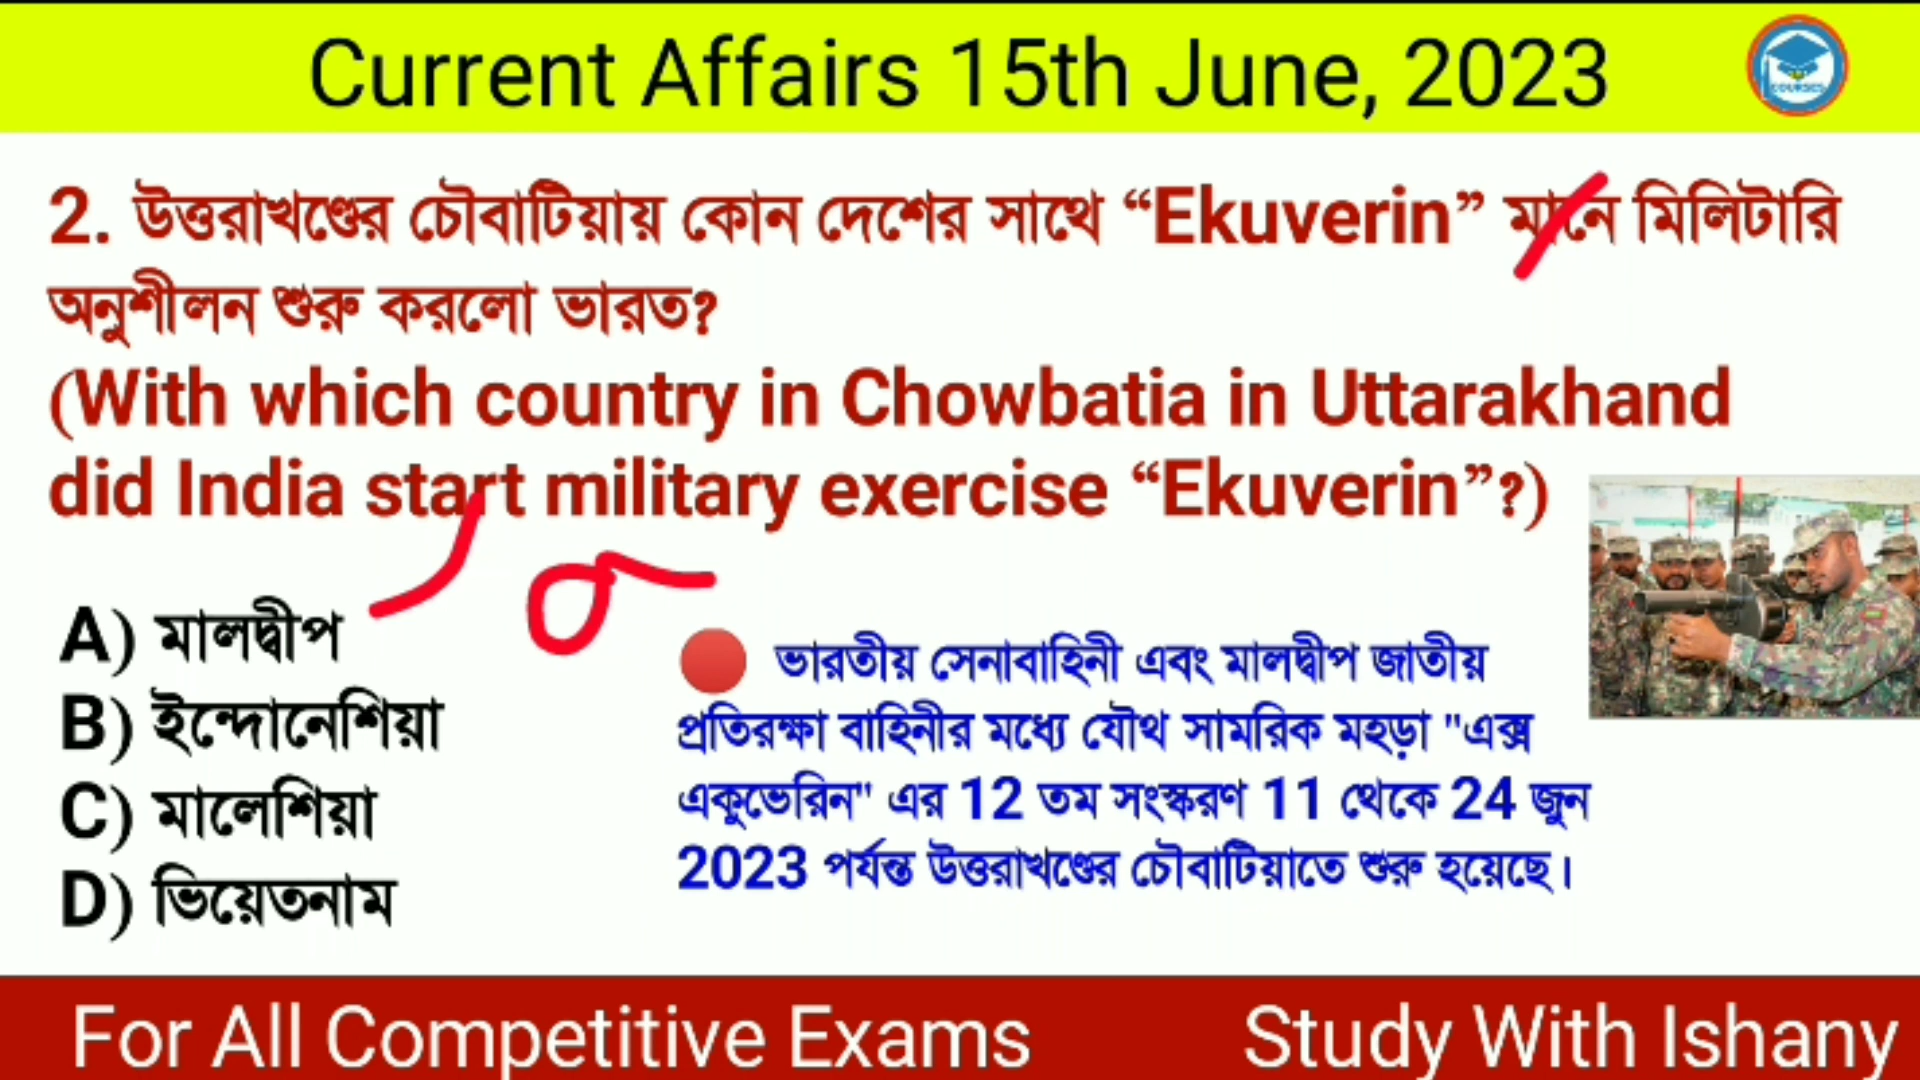 Current Affairs 15th June, 2023
COURSES
2. উত্তরাখণ্ডের চৌবাটিয়ায় কোন দেশের সাথে “Ekuverin” মানে মিলিটারি
অনুশীলন শুরু করলো ভারত?
(With which country in Chowbatia in Uttarakhand
did India start military exercise “Ekuverin”?)
A) মালদ্বীপ
B) ইন্দোনেশিয়া
C) মালেশিয়া
D) ভিয়েতনাম
ভারতীয় সেনাবাহিনী এবং মালদ্বীপ জাতীয়
প্রতিরক্ষা বাহিনীর মধ্যে যৌথ সামরিক মহড়া "এক্স
একুভেরিন" এর 12 তম সংস্করণ 11 থেকে 24 জুন
2023 পর্যন্ত উত্তরাখণ্ডের চৌবাটিয়াতে শুরু হয়েছে।
For All Competitive Exams
Study With Ishany